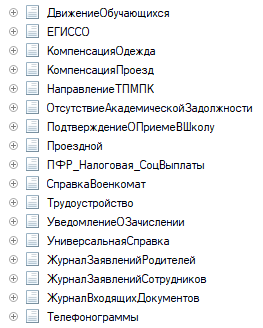 ДвижениеОбучающихся
ЕГИССО
КомпенсацияОдежда
КомпенсацияПроезд
НаправлениеТПМПК
ОтсутствиеАкадемическойЗадолжности
ПодтверждениеОПриемеВШколу
Проездной
ПФР_Налоговая_СоцВыплаты
СправкаВоенкомат
Трудоустройство
УведомлениеОЗачислении
УниверсальнаяСправка
ЖурналЗаявленийРодителей
ЖурналЗаявленийСотрудников
ЖурналВходящихДокументов
Телефонограммы